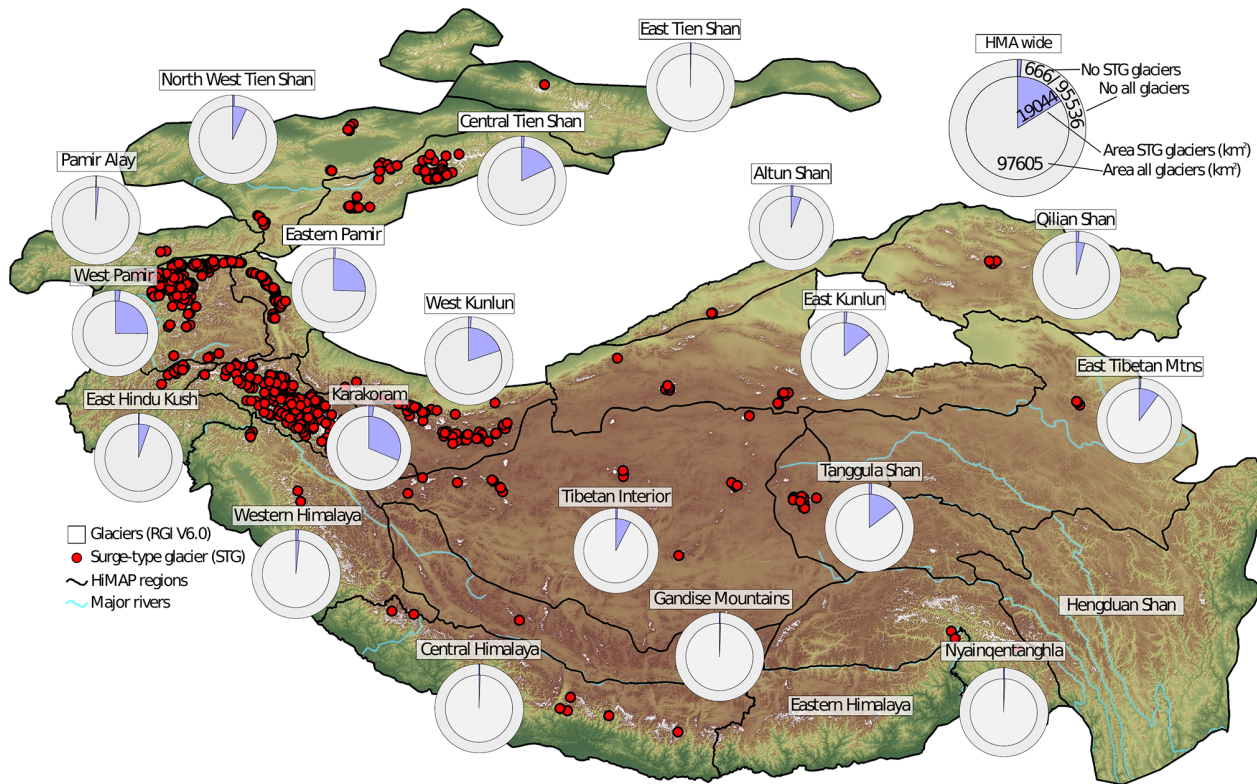 East Tien Shan
HMA wide
666/95536
No STG glaciers
No all glaciers
19044
97605
Area STG glaciers (km²)
Area all glaciers (km²)
North West Tien Shan
Central Tien Shan
Pamir Alay
Altun Shan
Qilian Shan
Eastern Pamir
West Pamir
West Kunlun
East Kunlun
East Tibetan Mtns
East Hindu Kush
Karakoram
Tanggula Shan
Tibetan Interior
Western Himalaya
Glaciers (RGI V6.0)
Surge-type glacier (STG)
HiMAP regions
Major rivers
Gandise Mountains
Hengduan Shan
Central Himalaya
Nyainqentanghla
Eastern Himalaya